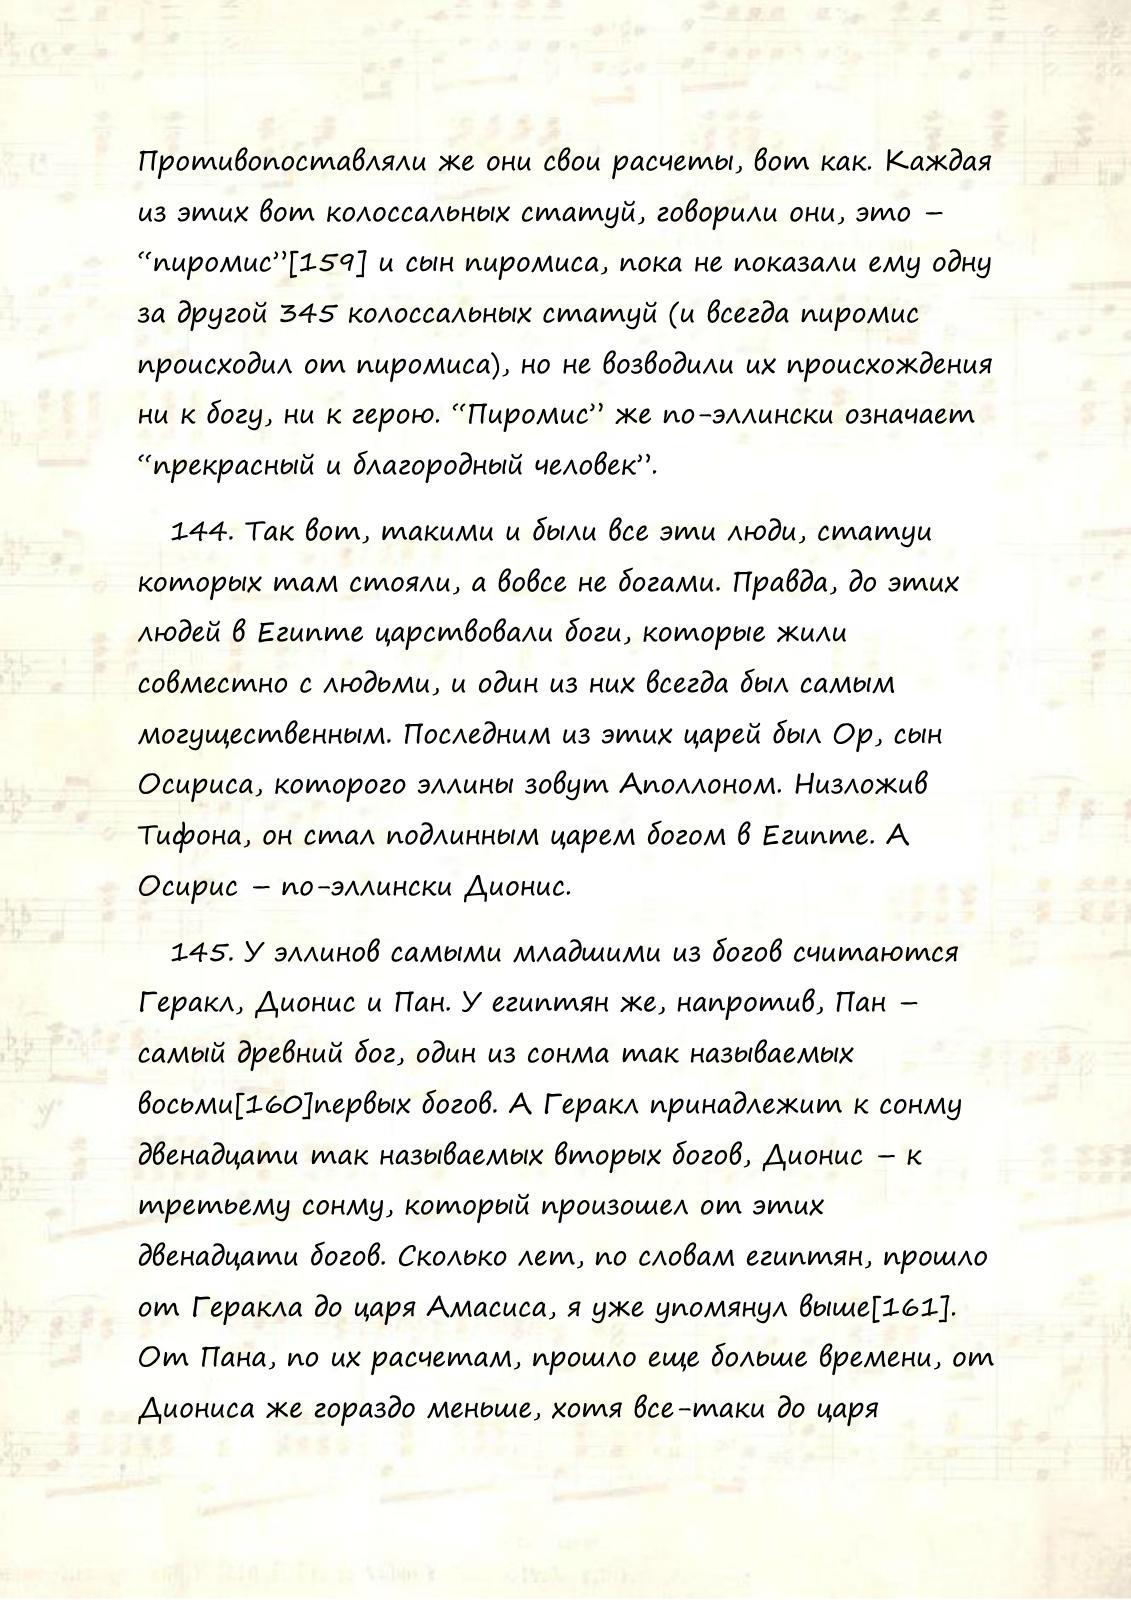 Противопоставляли же они свои расчеты, вот как. Каждая
из этих вот колоссальных статуй, говорили они, это –
“пиромис”[159] и сын пиромиса, пока не показали ему одну
за другой 345 колоссальных статуй (и всегда пиромис
происходил от пиромиса), но не возводили их происхождения
ни к богу, ни к герою. “Пиромис” же по-эллински означает
“прекрасный и благородный человек”.
144. Так вот, такими и были все эти люди, статуи
которых там стояли, а вовсе не богами. Правда, до этих
людей в Египте царствовали боги, которые жили
совместно с людьми, и один из них всегда был самым
могущественным. Последним из этих царей был Ор, сын
Осириса, которого эллины зовут Аполлоном. Низложив
Тифона, он стал подлинным царем богом в Египте. А
Осирис – по-эллински Дионис.
145. У эллинов самыми младшими из богов считаются
Геракл, Дионис и Пан. У египтян же, напротив, Пан –
самый древний бог, один из сонма так называемых
восьми[160]первых богов. А Геракл принадлежит к сонму
двенадцати так называемых вторых богов, Дионис – к
третьему сонму, который произошел от этих
двенадцати богов. Сколько лет, по словам египтян, прошло
от Геракла до царя Амасиса, я уже упомянул выше[161].
От Пана, по их расчетам, прошло еще больше времени, от
Диониса же гораздо меньше, хотя все-таки до царя